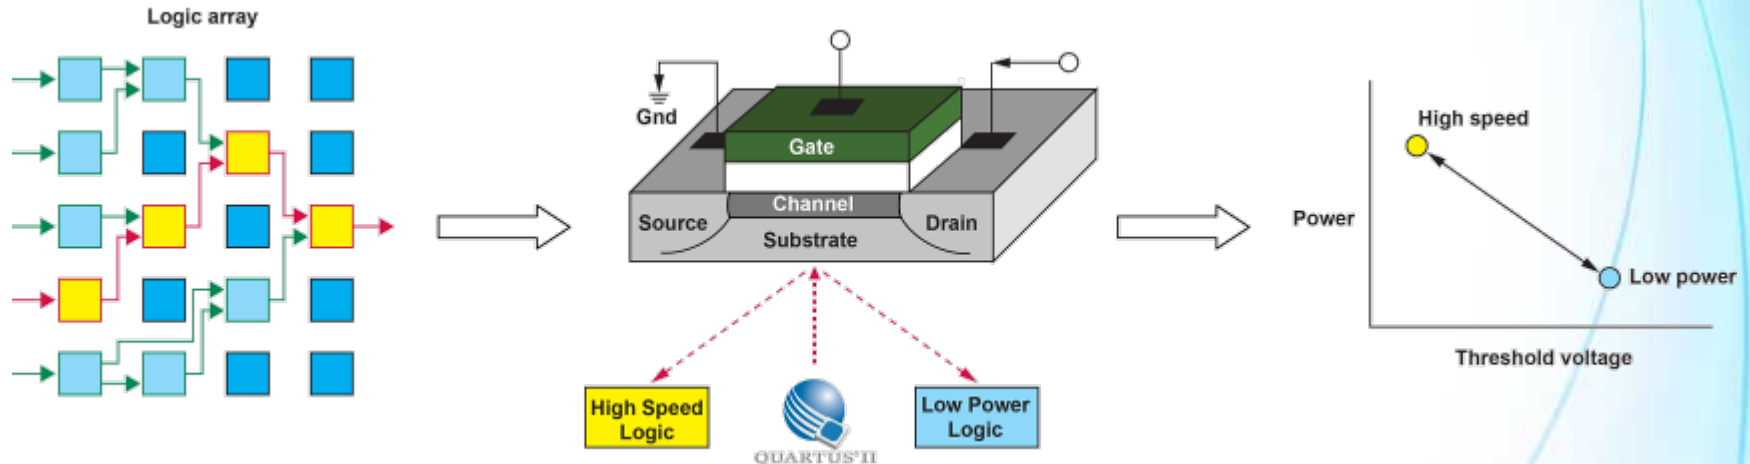 Logic array
Gnd
Gate
Channel
Source
Drain
Substrate
High Speed
Logic
QUARTUS®II
Low Power
Logic
High speed
Power
Low power
Threshold voltage